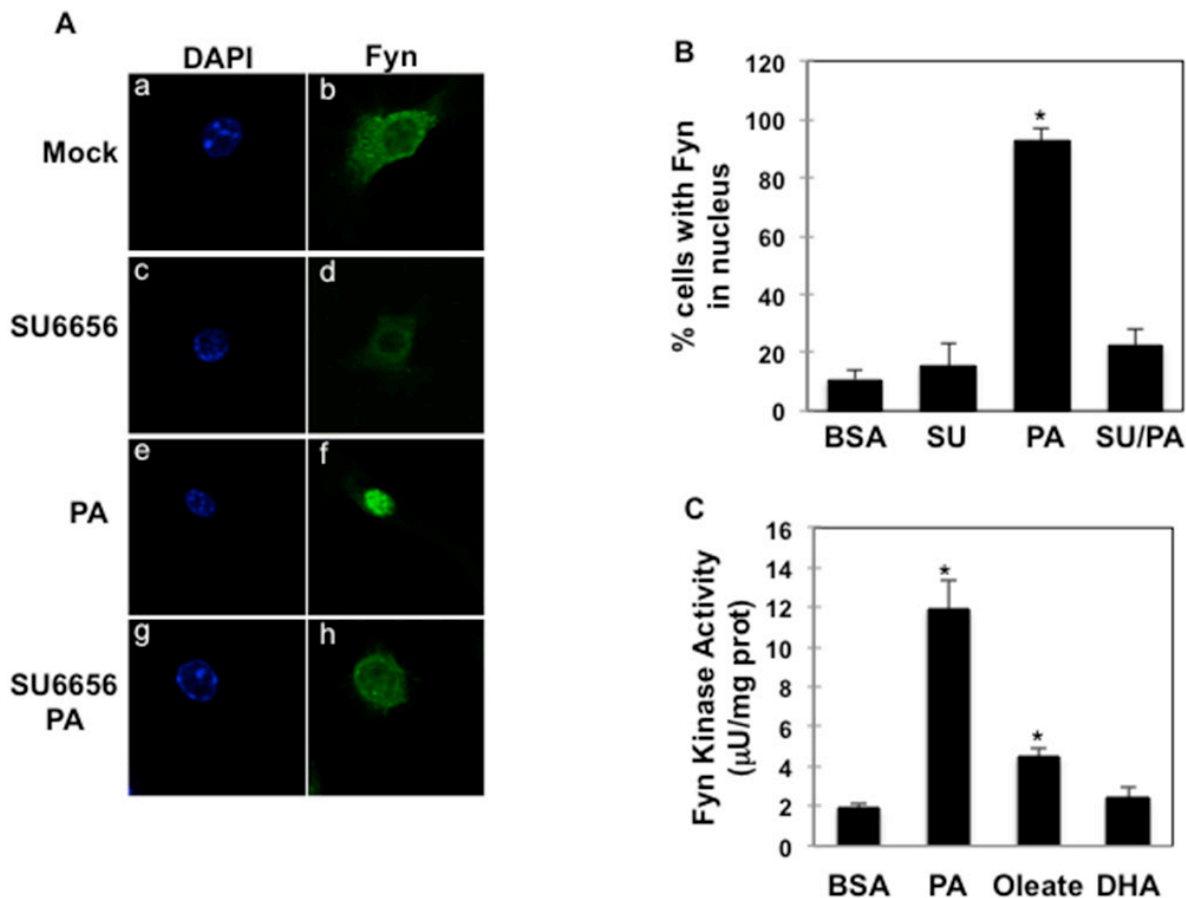 A
DAPI Fyn
Mock a b
SU6656 c d
PA e f
SU6656
PA
g h
B
% cells with Fyn
in nucleus
120
100
80
60
40
20
0
*
BSA SU PA SU/PA
C
Fyn Kinase Activity
(μU/mg prot)
16
14
12
10
8
6
4
2
0
* *
BSA PA Oleate DHA